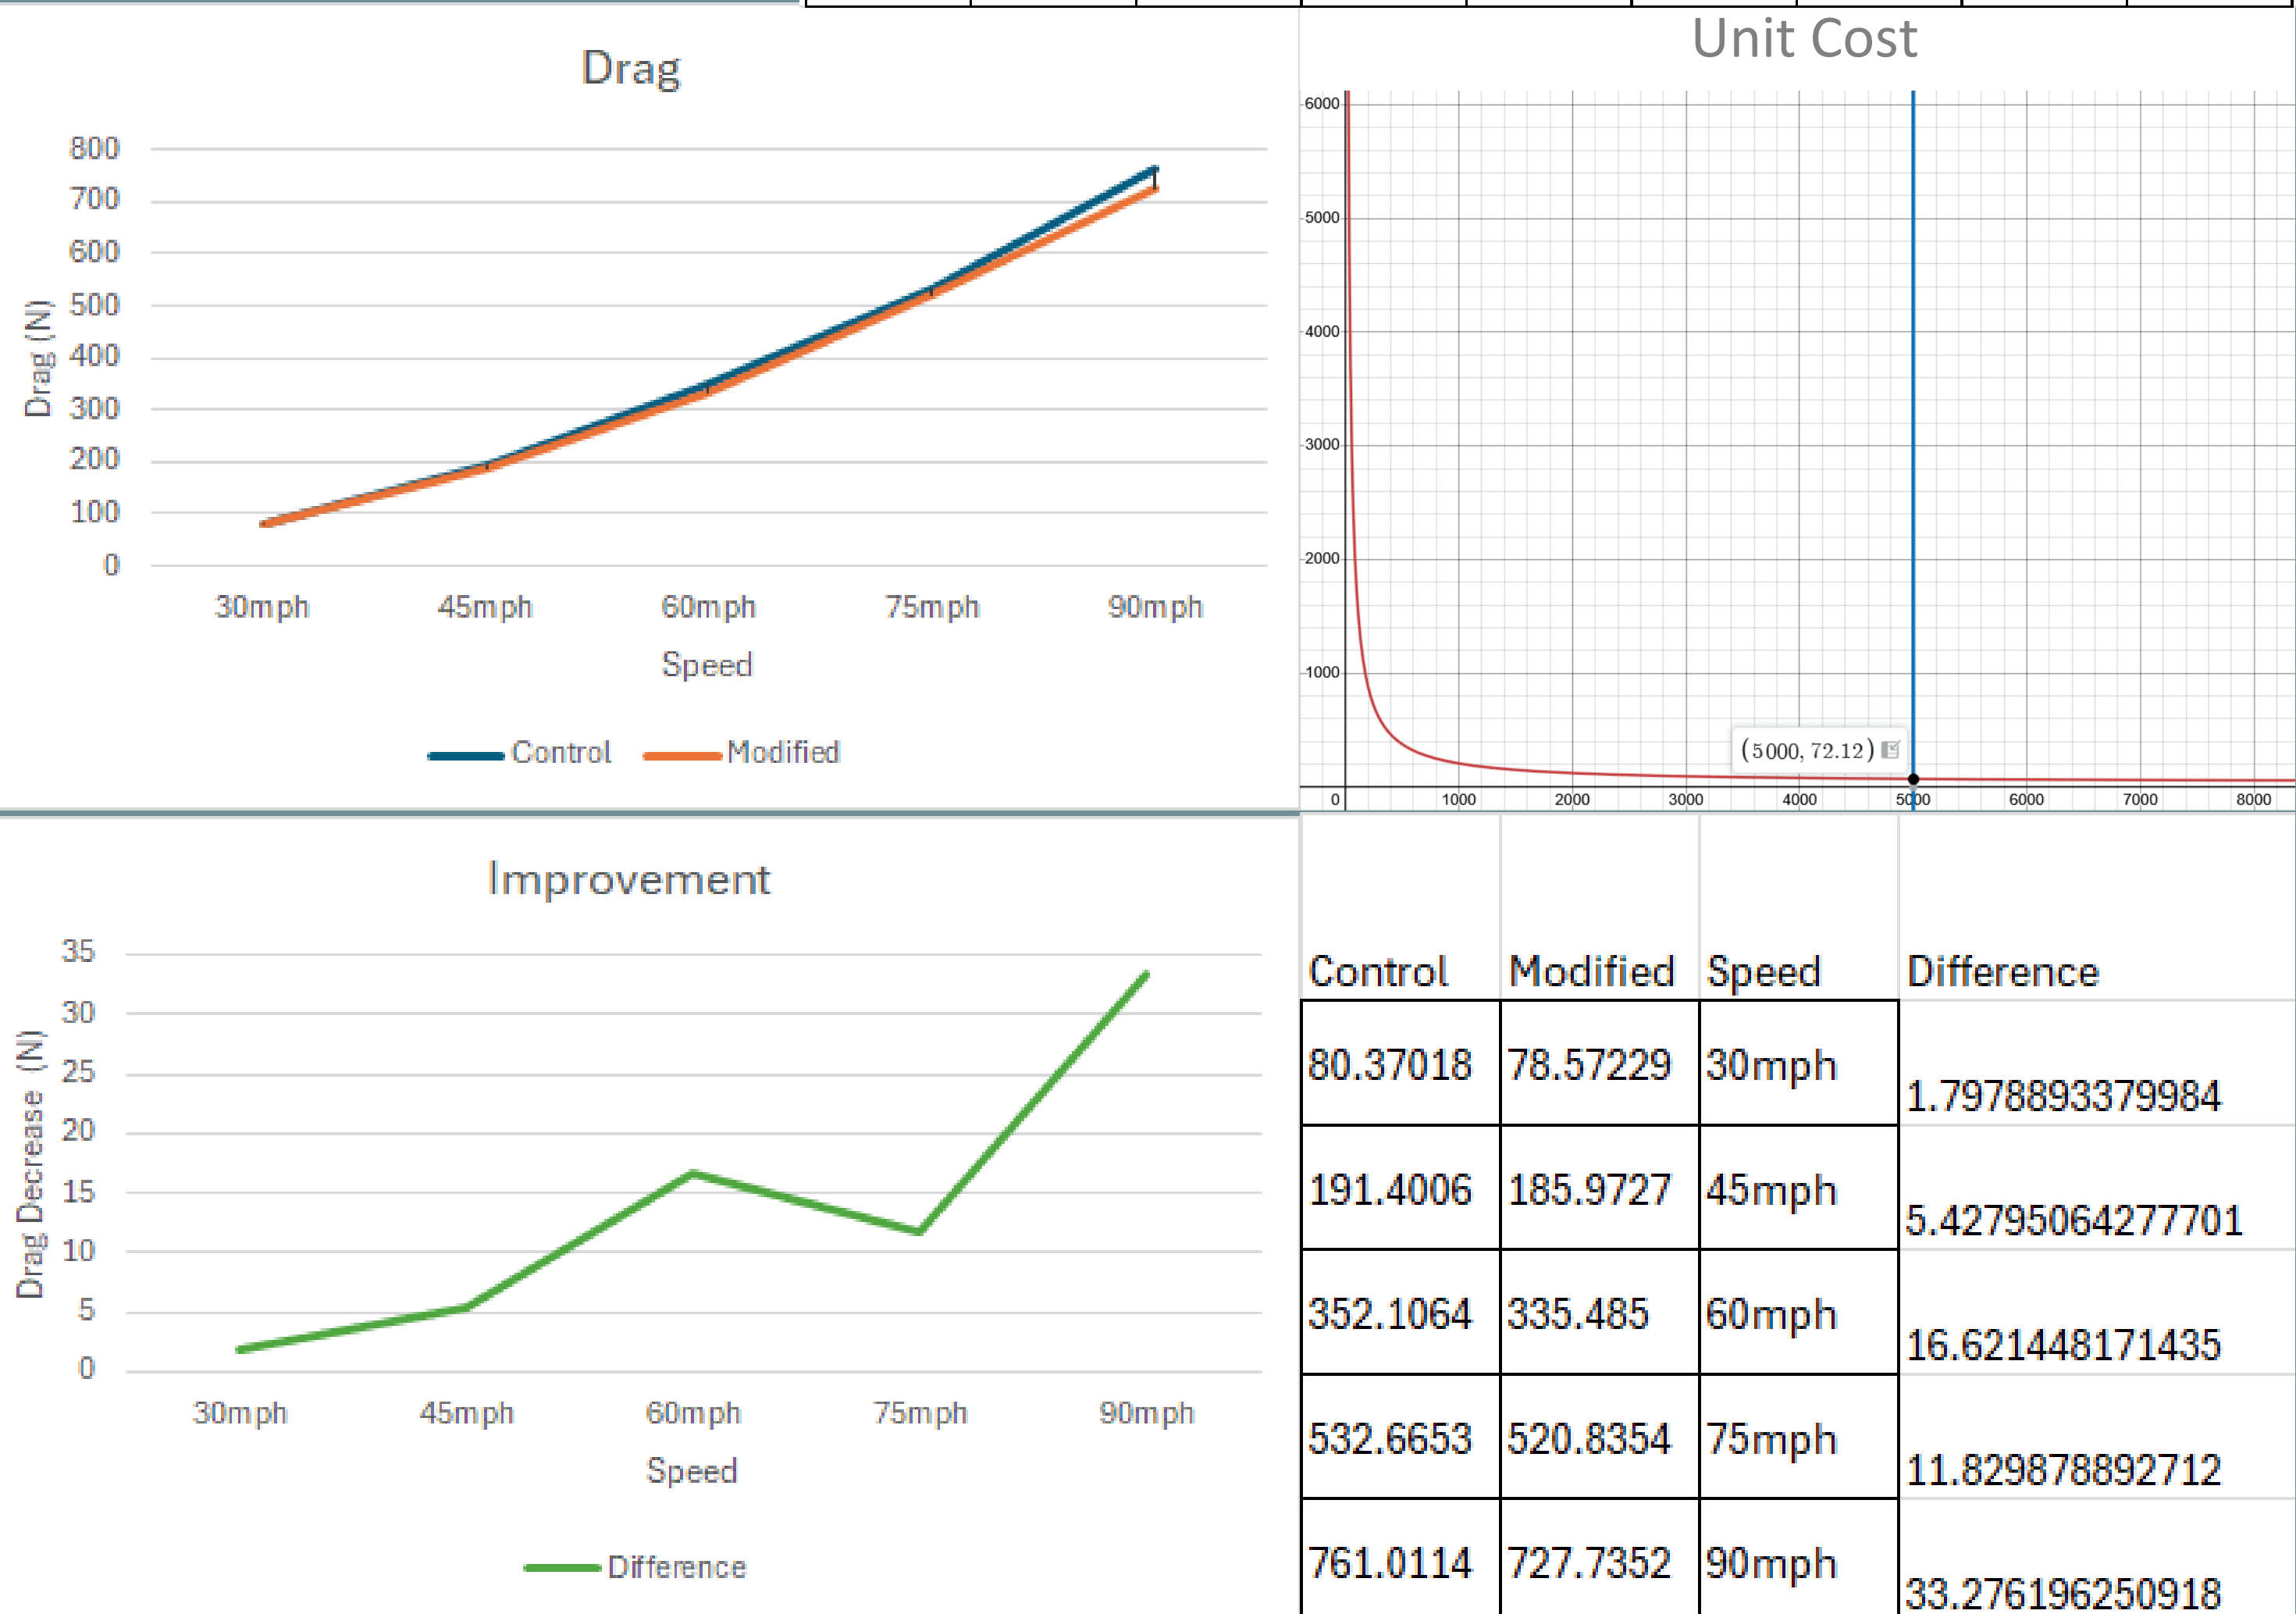 Drag
800
700
600
500
400
300
200
100
0
Drag (N)
30mph 45mph 60mph 75mph 90mph
Speed
Control Modified
Unit Cost
6000
5000
4000
3000
2000
1000
(5000, 72.12)
0 1000 2000 3000 4000 5000 6000 7000 8000
Improvement
35
30
25
20
15
10
5
0
Drag Decrease (N)
30mph 45mph 60mph 75mph 90mph
Speed
Difference
Control Modified Speed Difference
80.37018 78.57229 30mph 1.7978893379984
191.4006 185.9727 45mph 5.42795064277701
352.1064 335.485 60mph 16.621448171435
532.6653 520.8354 75mph 11.829878892712
761.0114 727.7352 90mph 33.276196250918